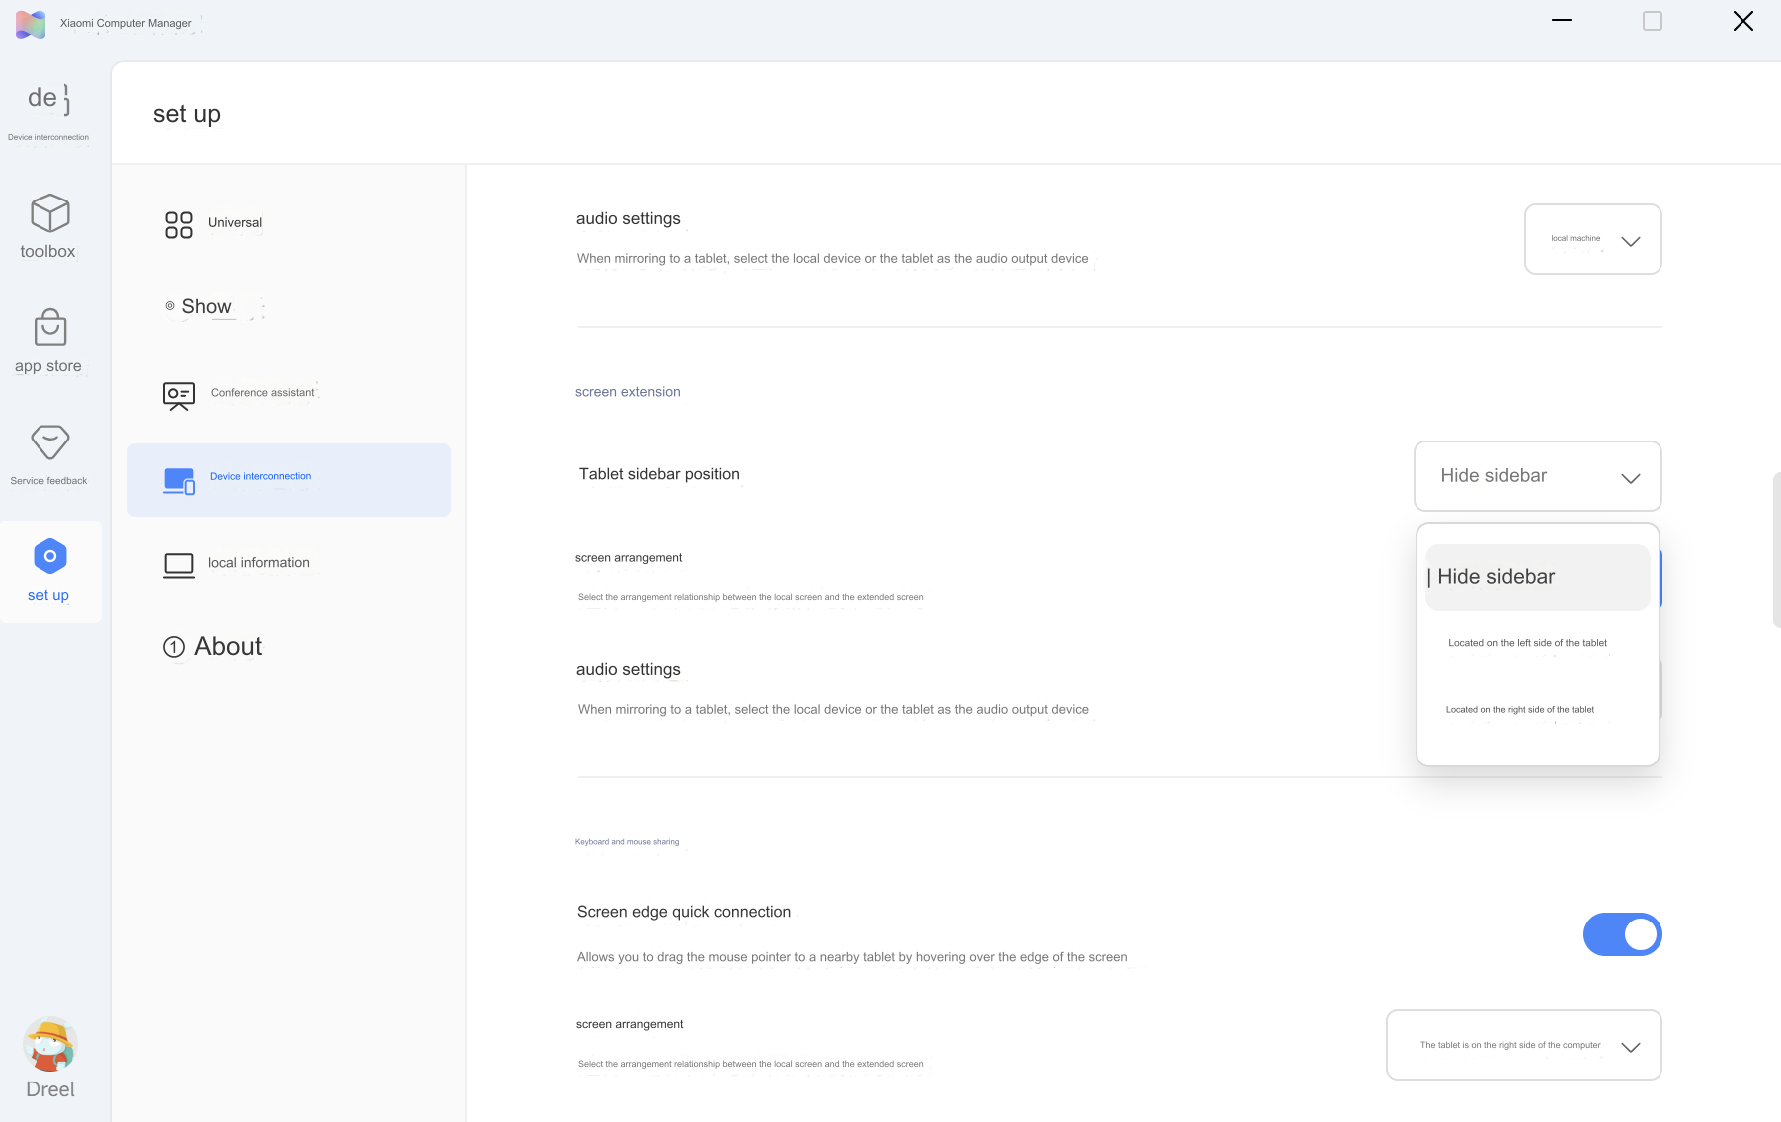 Xiaomi Computer Manager
de
Device interconnection
toolbox
app store
Service feedback
set up
Dreel
set up
Universal
Show
Conference assistant
Device interconnection
local information
1 About
audio settings
When mirroring to a tablet, select the local device or the tablet as the audio output device
local machine
screen extension
Tablet sidebar position
Hide sidebar
screen arrangement
Select the arrangement relationship between the local screen and the extended screen
| Hide sidebar
Located on the left side of the tablet
Located on the right side of the tablet
audio settings
When mirroring to a tablet, select the local device or the tablet as the audio output device
Keyboard and mouse sharing
Screen edge quick connection
Allows you to drag the mouse pointer to a nearby tablet by hovering over the edge of the screen
screen arrangement
Select the arrangement relationship between the local screen and the extended screen
The tablet is on the right side of the computer